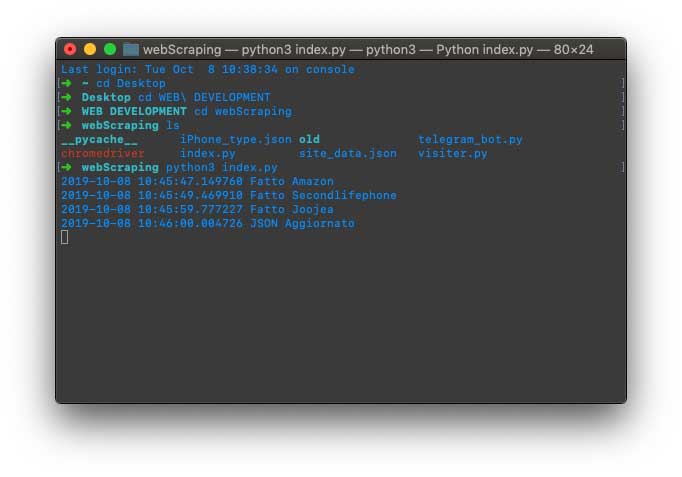 webScraping — python3 index.py — python3 — Python index.py — 80×24
Last login: Tue Oct  8 10:38:34 on console
[➜  ~ cd Desktop ]
[➜  Desktop cd WEB\ DEVELOPMENT ]
[➜  WEB DEVELOPMENT cd webScraping ]
[➜  webScraping ls ]
__pycache__ iPhone_type.json old telegram_bot.py
chromedriver index.py site_data.json visiter.py
[➜  webScraping python3 index.py ]
2019-10-08 10:45:47.149760 Fatto Amazon
2019-10-08 10:45:49.469910 Fatto Secondlifephone
2019-10-08 10:45:59.777227 Fatto Joojea
2019-10-08 10:46:00.004726 JSON Aggiornato